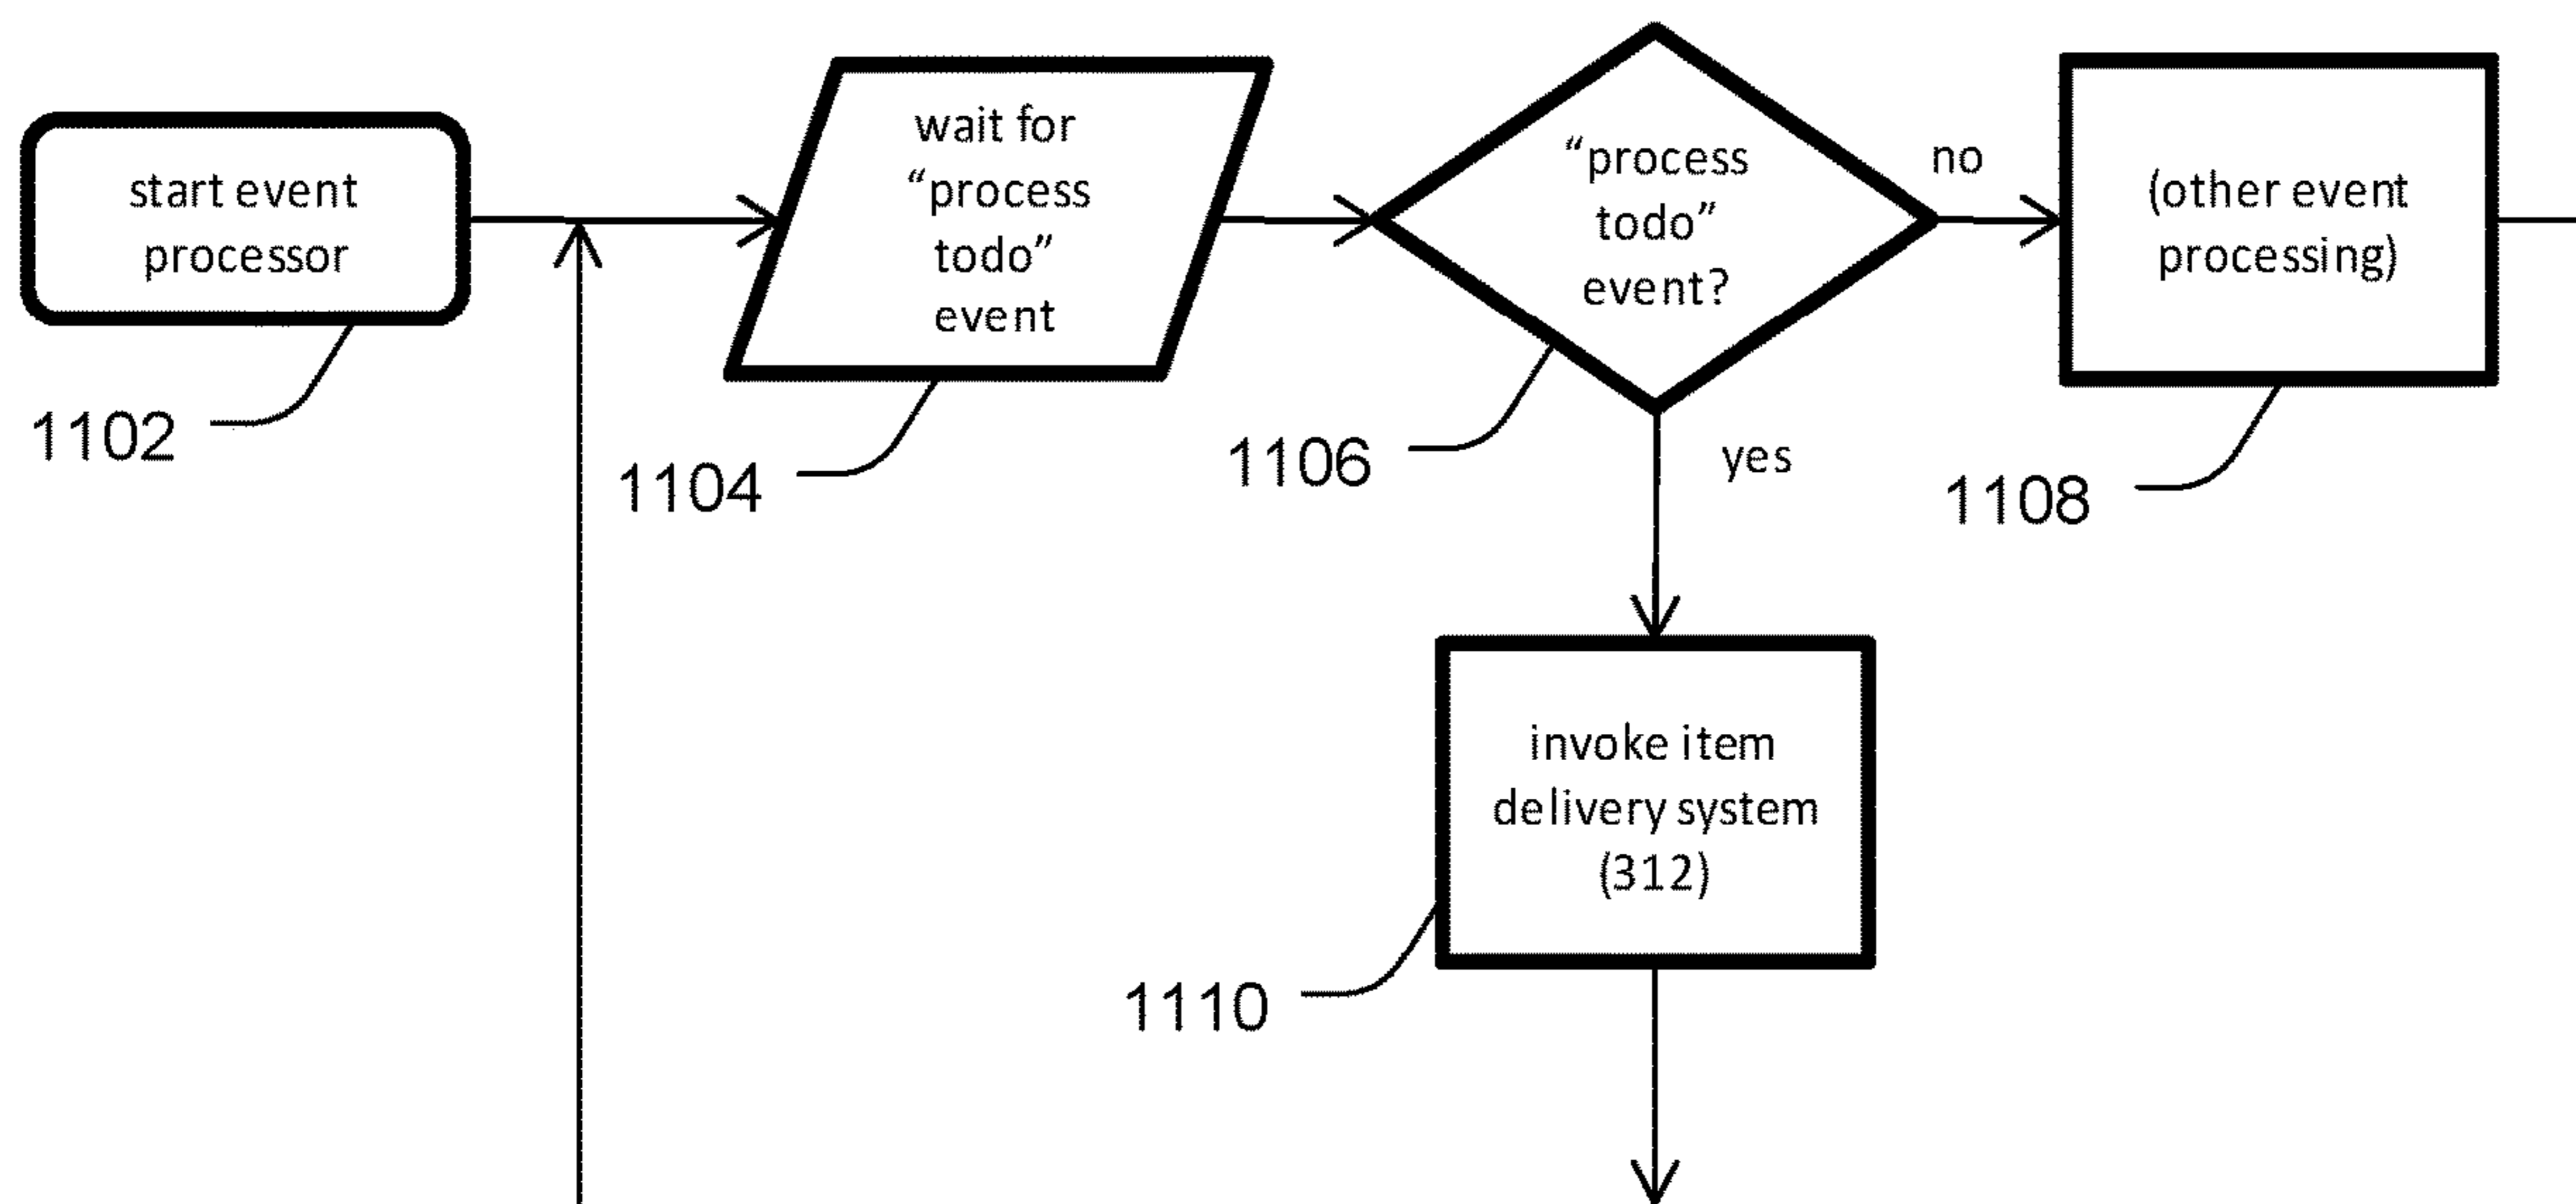 start event
processor
1102
wait for
“process
todo”
event
1104
“process
todo”
event?
1106
no
yes
(other event
processing)
1108
invoke item
delivery system
(312)
1110